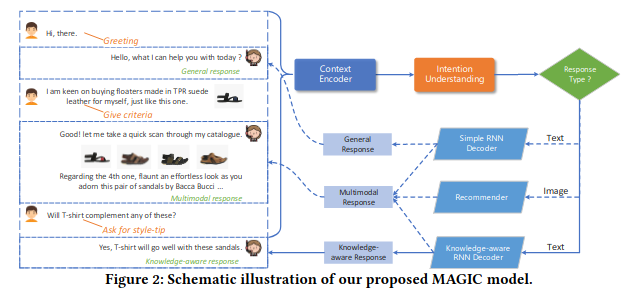 Hi, there.
Greeting
Hello, what I can help you with today ?
General response
I am keen on buying floaters made in TPR suede
leather for myself, just like this one.
Give criteria
Good! let me take a quick scan through my catalogue.
Regarding the 4th one, flaunt an effortless look as you
adorn this pair of sandals by Bacca Bucci ...
Multimodal response
Will T-shirt complement any of these?
Ask for style-tip
Yes, T-shirt will go well with these sandals.
Knowledge-aware response
Context
Encoder
Intention
Understanding
Response
Type ?
General
Response
Simple RNN
Decoder
Text
Multimodal
Response
Recommender
Image
Knowledge-
aware Response
Knowledge-aware
RNN Decoder
Text
Figure 2: Schematic illustration of our proposed MAGIC model.